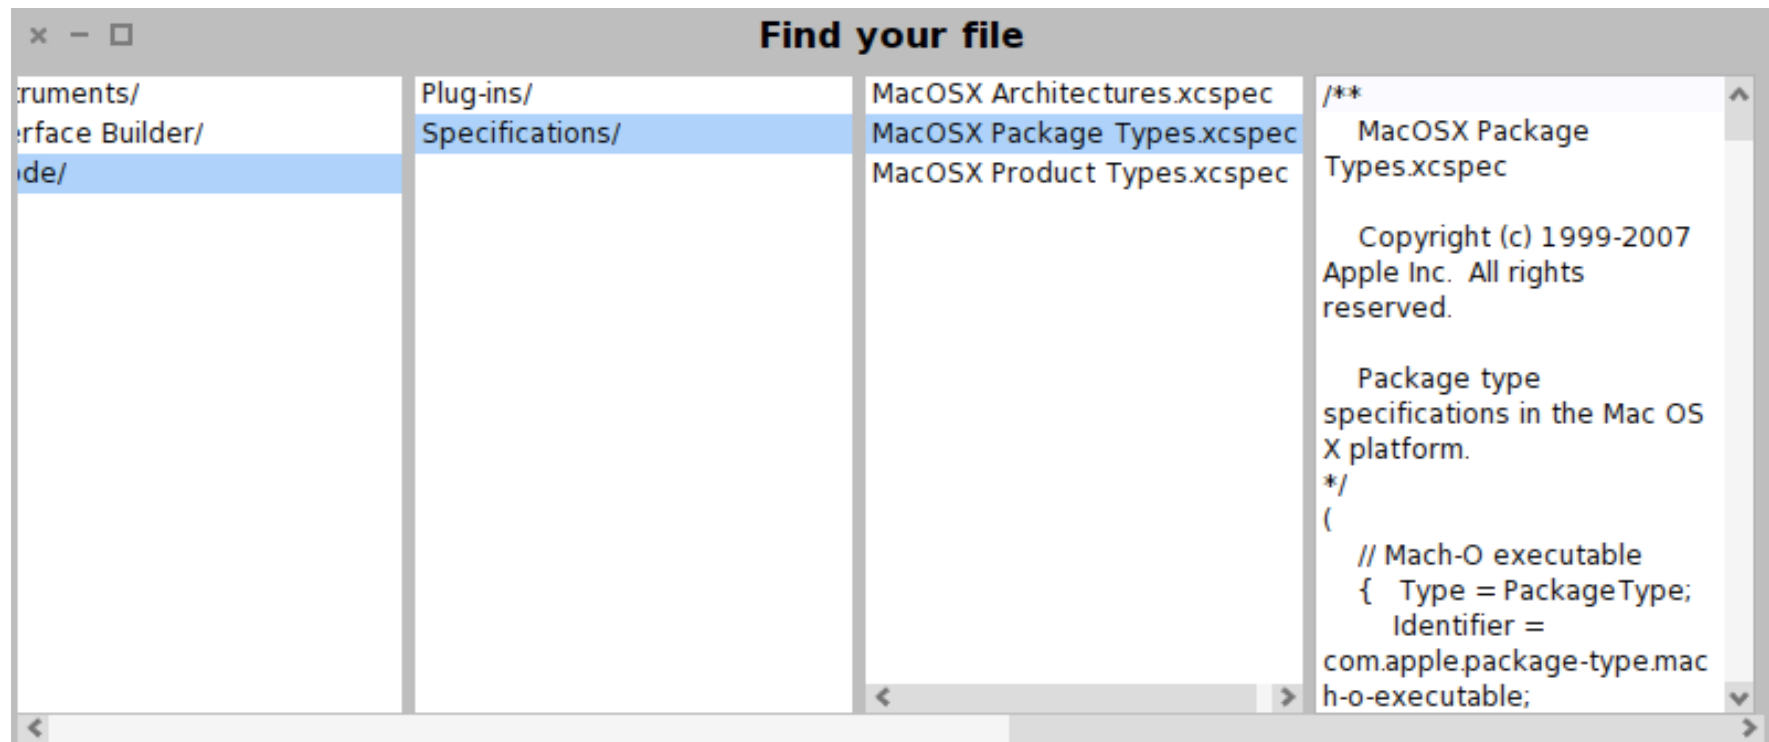 Find your file
truments/
erface Builder/
ode/
Plug-ins/
Specifications/
MacOSX Architectures.xcspec
MacOSX Package Types.xcspec
MacOSX Product Types.xcspec
/**
MacOSX Package
Types.xcspec
Copyright (c) 1999-2007
Apple Inc.  All rights
reserved.
Package type
specifications in the Mac OS
X platform.
*/
(
// Mach-O executable
{   Type = PackageType;
Identifier =
com.apple.package-type.mac
h-o-executable;